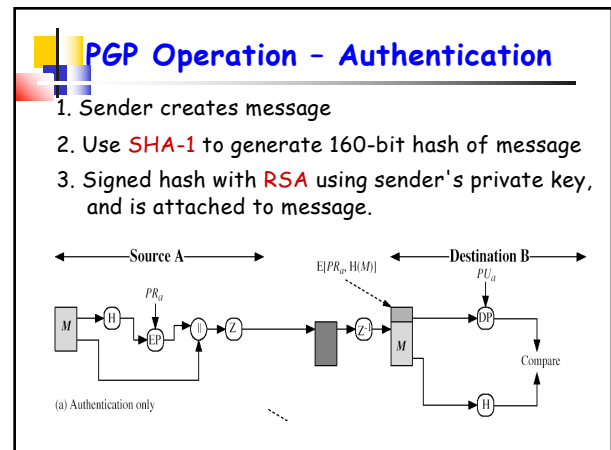 PGP Operation – Authentication
1. Sender creates message
2. Use SHA-1 to generate 160-bit hash of message
3. Signed hash with RSA using sender's private key,
and is attached to message.
Source A
Destination B
E[PRa, H(M)]
PUa
PRa
M
H
EP
||
Z
Z-1
M
DP
Compare
H
(a) Authentication only